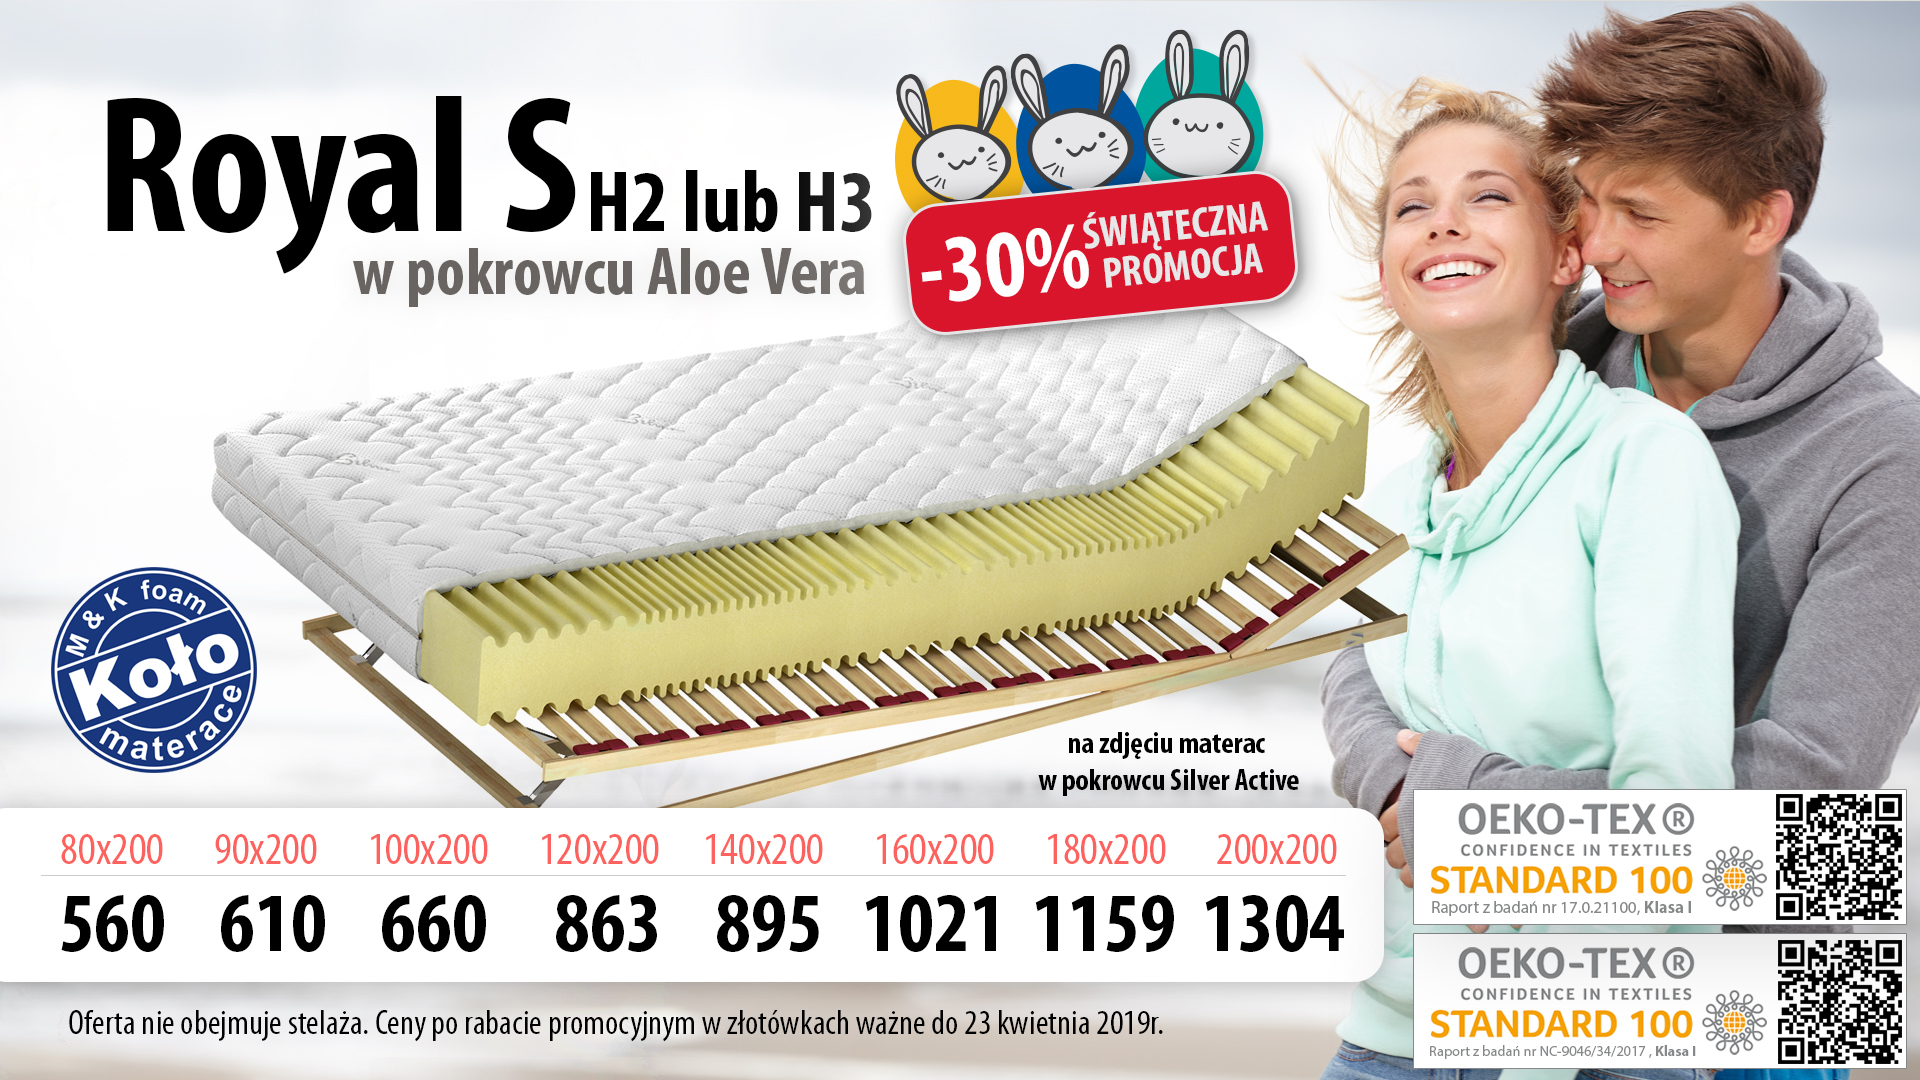 Royal S H2 lub H3
w pokrowcu Aloe Vera
-30% ŚWIĄTECZNA
PROMOCJA
M & K foam
Koło
materace
na zdjęciu materac
w pokrowcu Silver Active
80x200 90x200 100x200 120x200 140x200 160x200 180x200 200x200
560 610 660 863 895 1021 1159 1304
Oferta nie obejmuje stelaża. Ceny po rabacie promocyjnym w złotówkach ważne do 23 kwietnia 2019r.
OEKO-TEX®
CONFIDENCE IN TEXTILES
STANDARD 100
Raport z badań nr 17.0.21100, Klasa I
OEKO-TEX®
CONFIDENCE IN TEXTILES
STANDARD 100
Raport z badań nr NC-9046/34/2017 , Klasa I